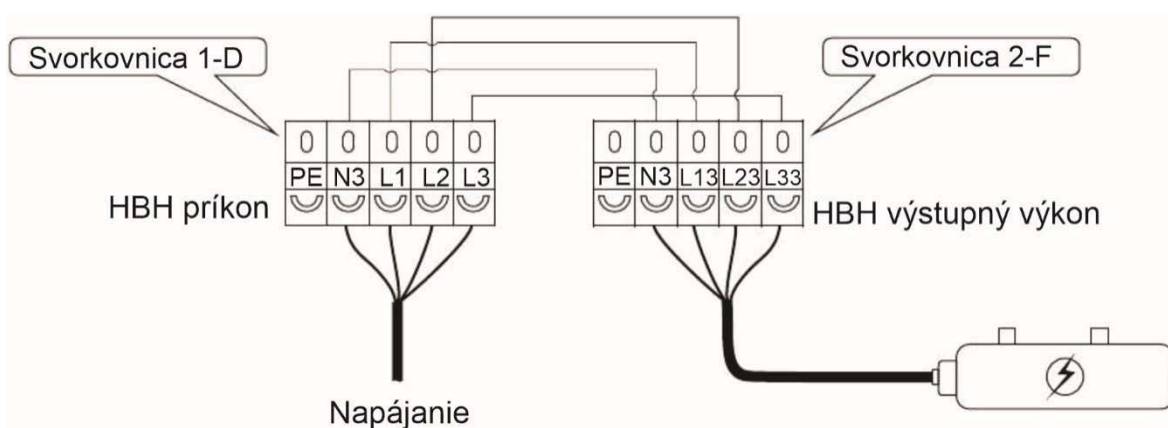 Svorkovnica 1-D
Svorkovnica 2-F
0 0 0 0 0
PE N3 L1 L2 L3
0 0 0 0 0
PE N3 L13 L23 L33
HBH príkon
HBH výstupný výkon
Napájanie